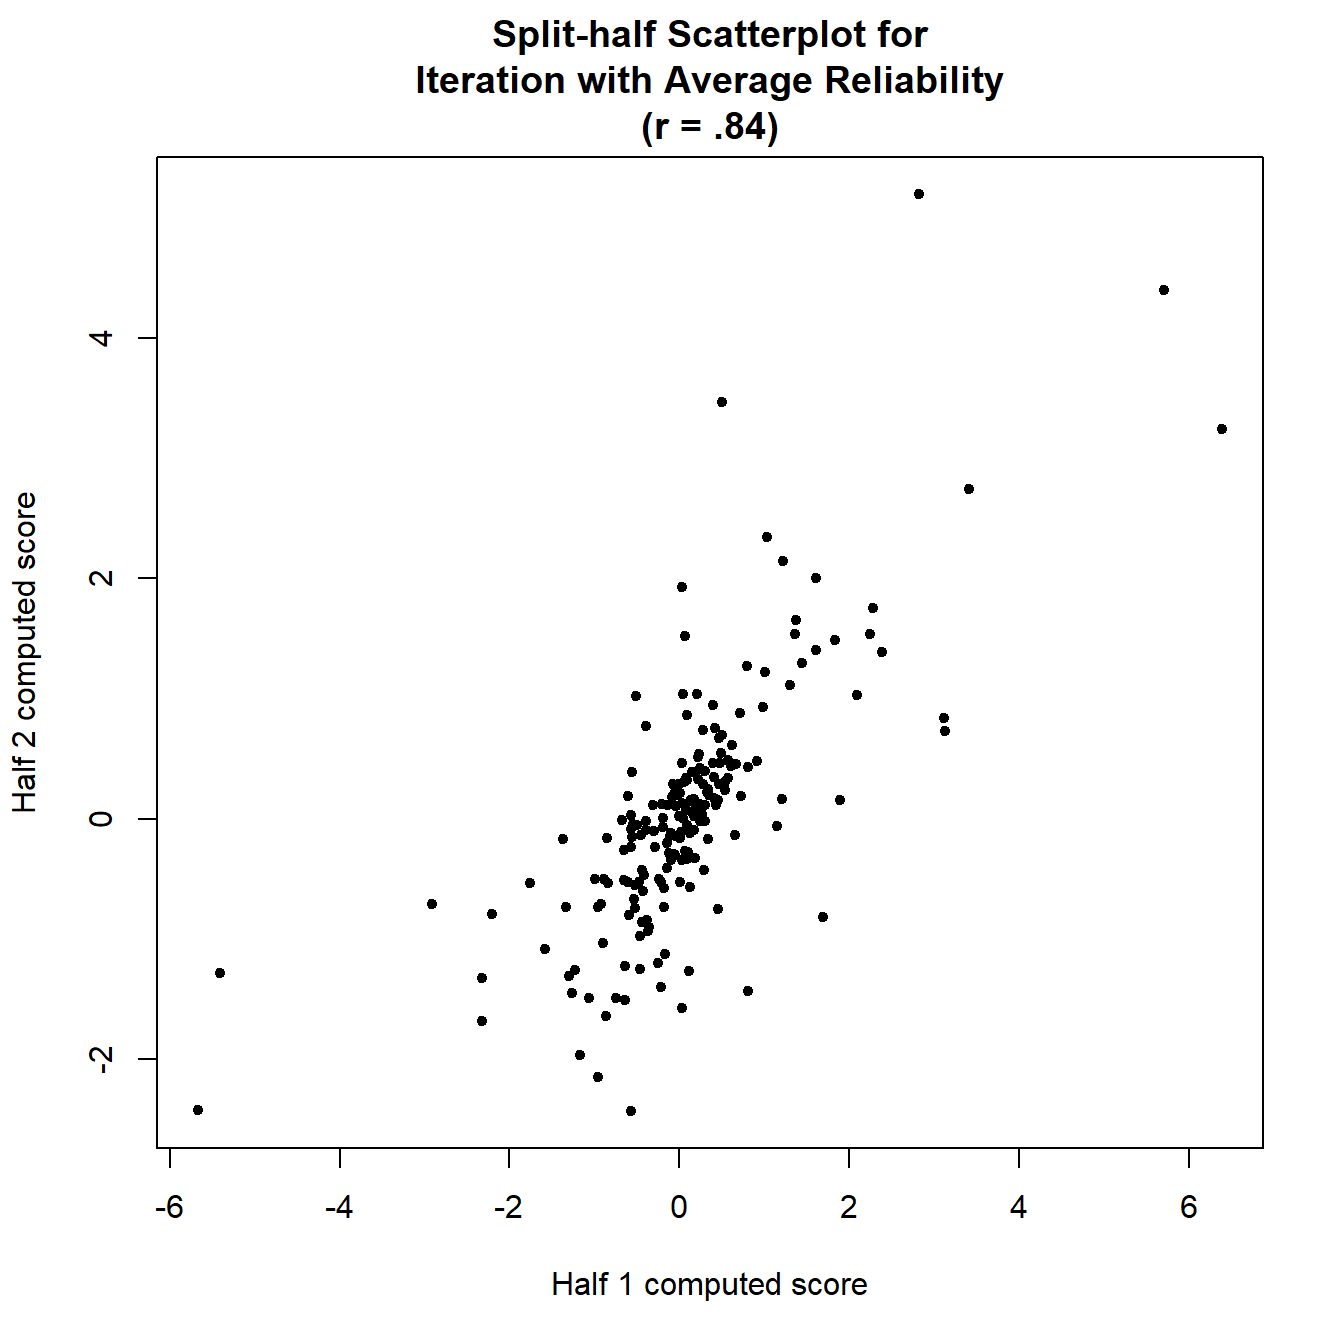 Split-half Scatterplot for
Iteration with Average Reliability
(r = .84)
Half 2 computed score
4
2
0
-2
-6
-4
-2
0
2
4
6
Half 1 computed score